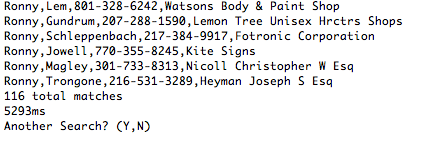 Ronny,Lem,801-328-6242,Watsons Body & Paint Shop
Ronny,Gundrum,207-288-1590,Lemon Tree Unisex Hrctrs Shops
Ronny,Schleppenbach,217-384-9917,Fotronic Corporation
Ronny,Jowell,770-355-8245,Kite Signs
Ronny,Magley,301-733-8313,Nicoll Christopher W Esq
Ronny,Trongone,216-531-3289,Heyman Joseph S Esq
116 total matches
5293ms
Another Search? (Y,N)